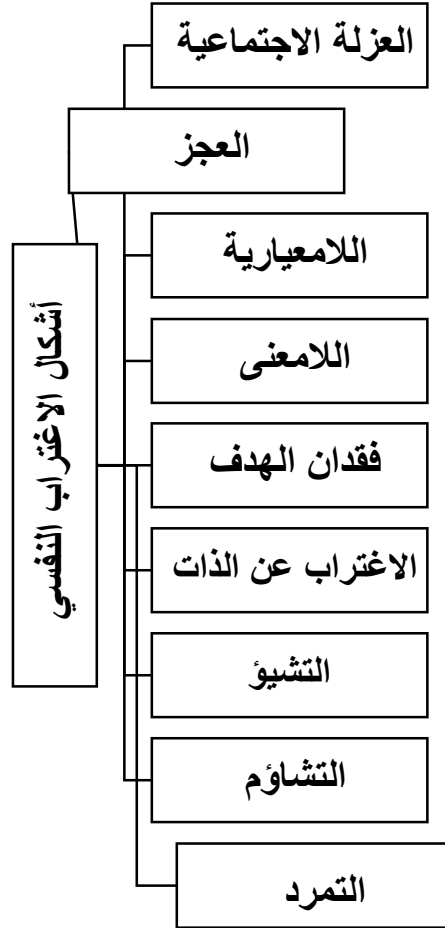 أشكال الاغتراب النفسي
العزلة الاجتماعية
العجز
اللامعيارية
اللامعنى
فقدان الهدف
الاغتراب عن الذات
التشيؤ
التشاؤم
التمرد